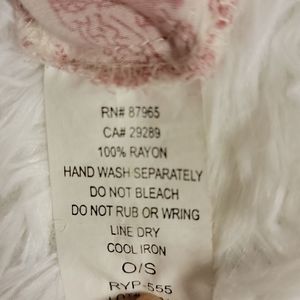 RN# 87965
CA# 29289
100% RAYON
HAND WASH SEPARATELY
DO NOT BLEACH
DO NOT RUB OR WRING
LINE DRY
COOL IRON
O/S
RYP-555